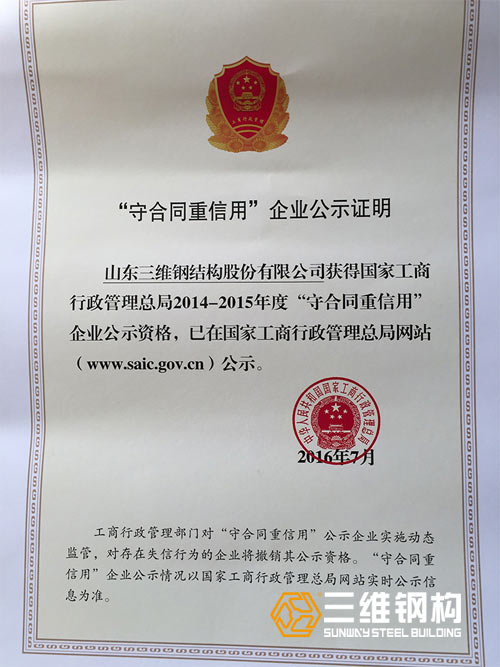 工商行政管理
“守合同重信用”企业公示证明
山东三维钢结构股份有限公司获得国家工商
行政管理总局2014-2015年度“守合同重信用”
企业公示资格，已在国家工商行政管理总局网站
（www.saic.gov.cn）公示。
中华人民共和国国家工商行政管理总局
2016年7月
工商行政管理部门对“守合同重信用”公示企业实施动态
监管，对存在失信行为的企业将撤销其公示资格。“守合同重
信用”企业公示情况以国家工商行政管理总局网站实时公示信
息为准。
三维钢构
SUNWAY STEEL BUILDING